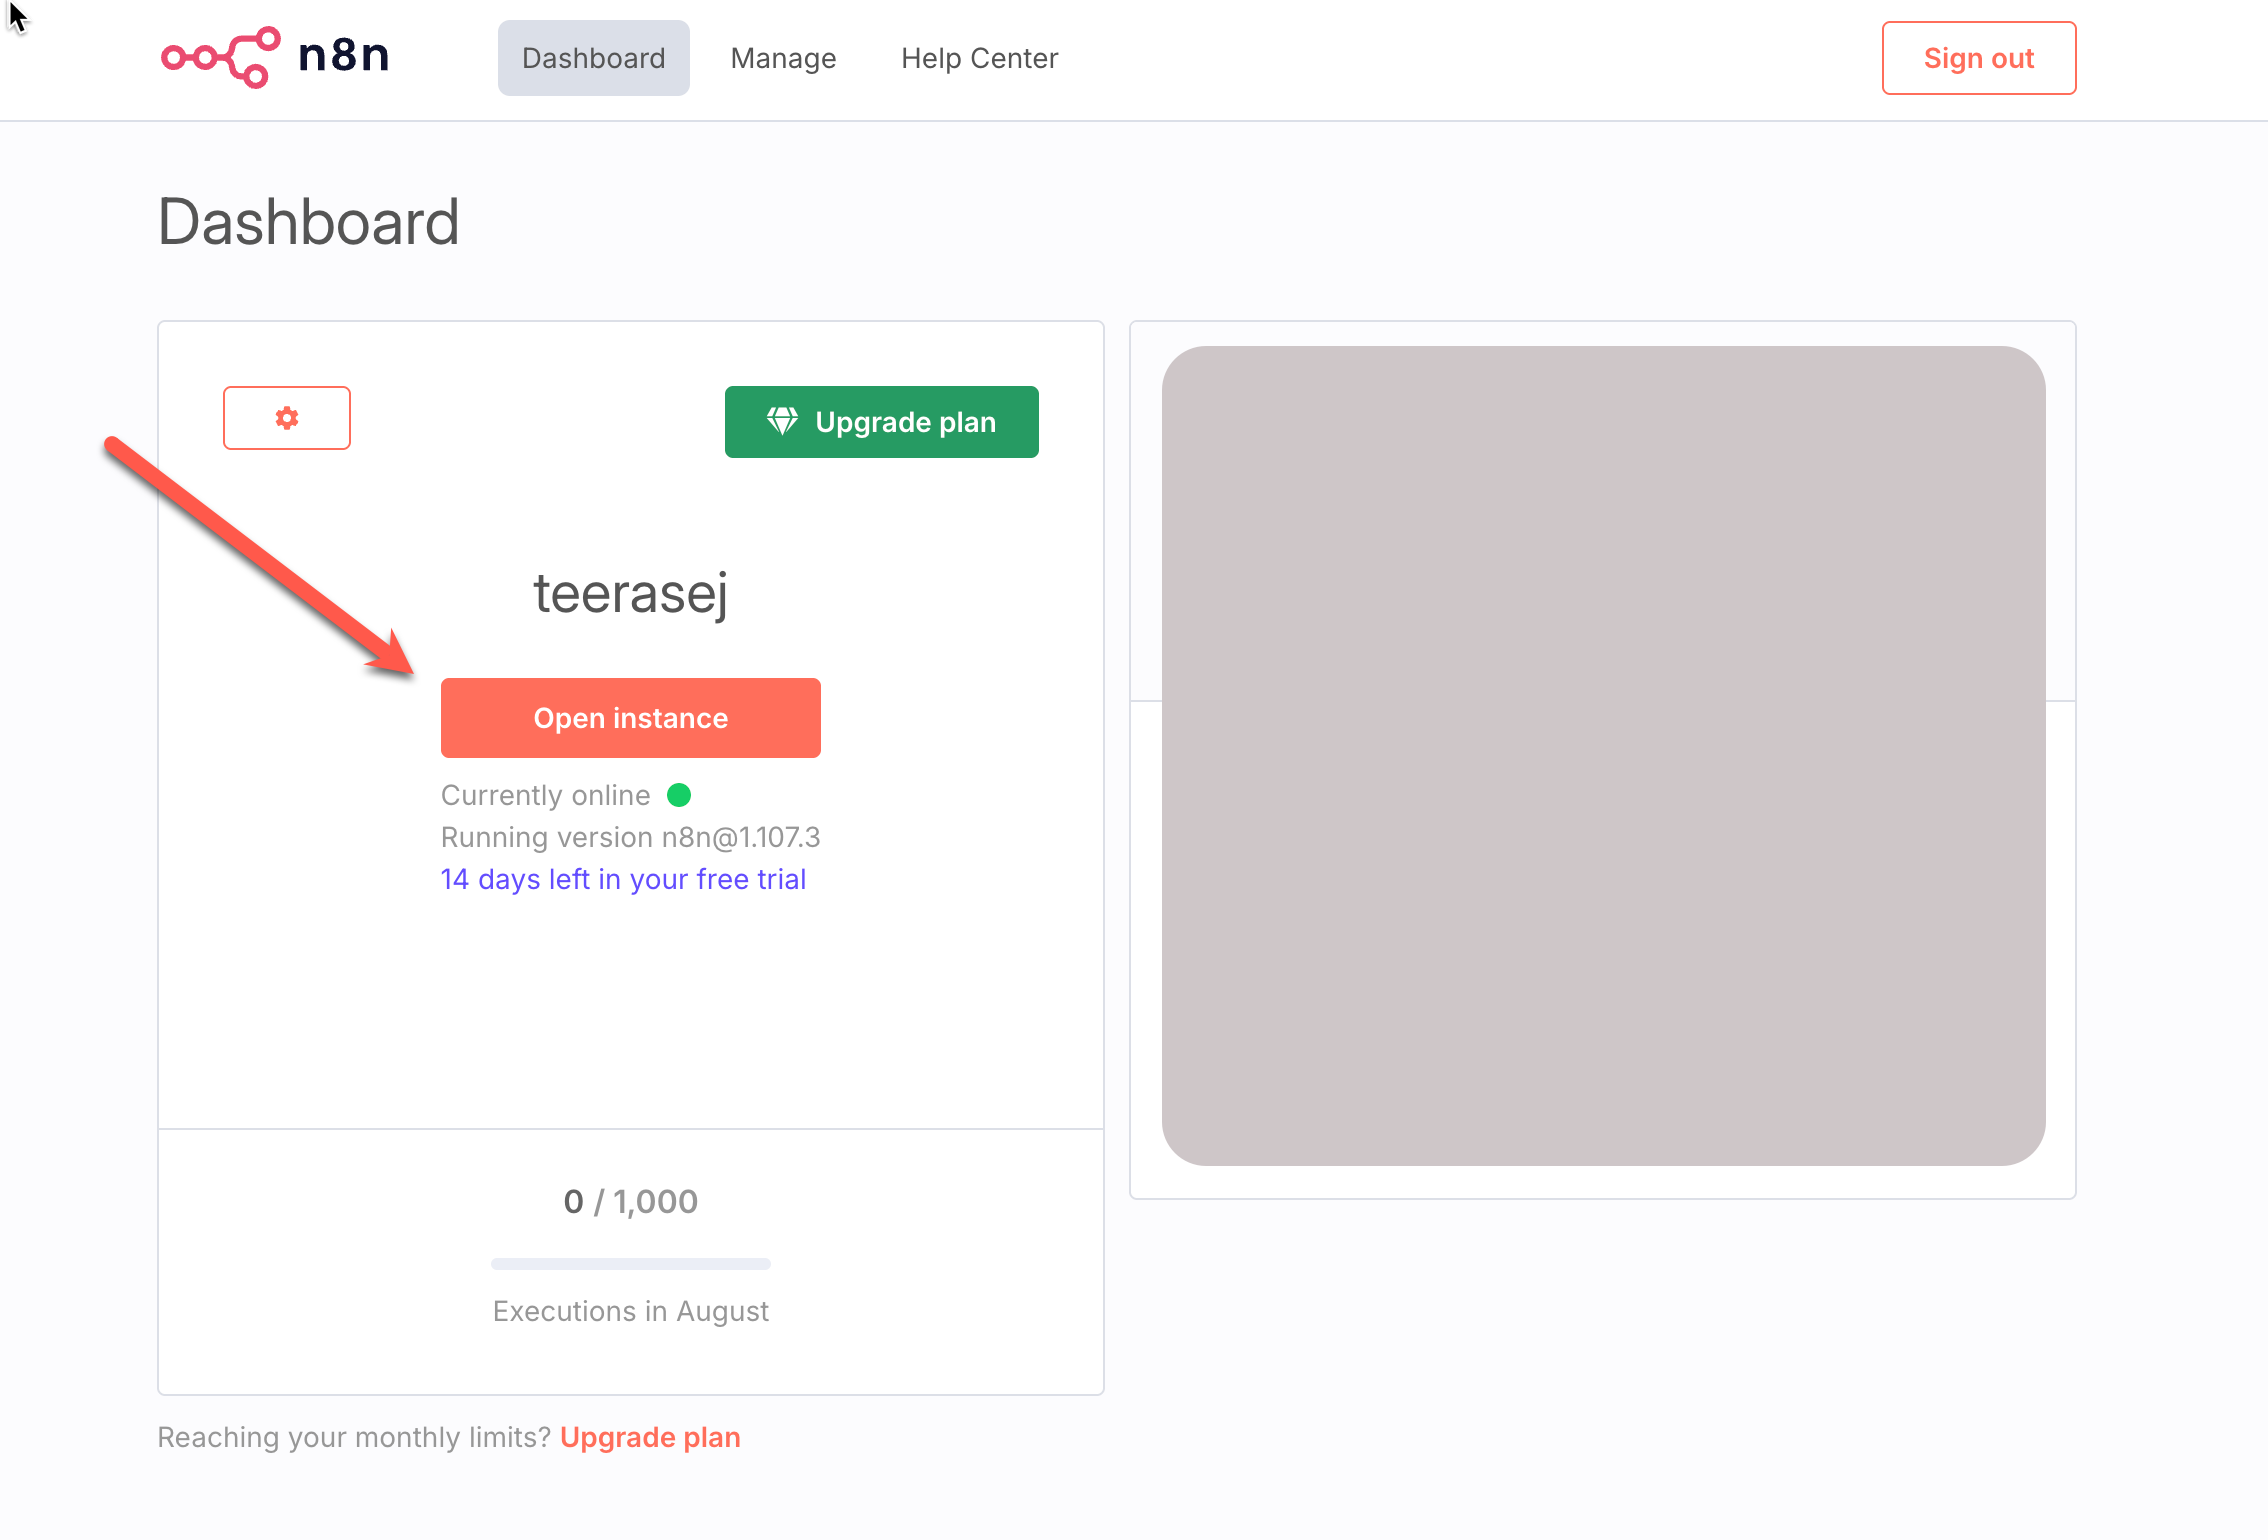 n8n
Dashboard
Manage
Help Center
Sign out
Dashboard
Upgrade plan
teerasej
Open instance
Currently online
Running version n8n@1.107.3
14 days left in your free trial
0 / 1,000
Executions in August
Reaching your monthly limits? Upgrade plan